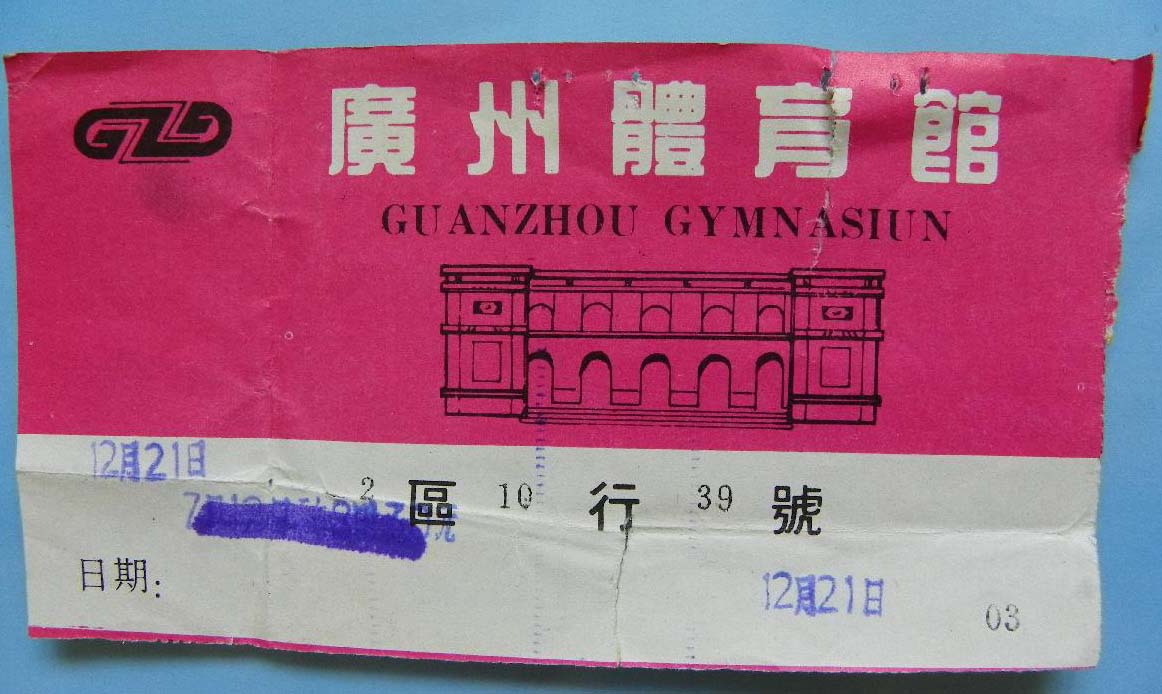 廣州體育館
GUANZHOU GYMNASIUN
12月21日
2 區 10 行 39 號
日期:
12月21日
03